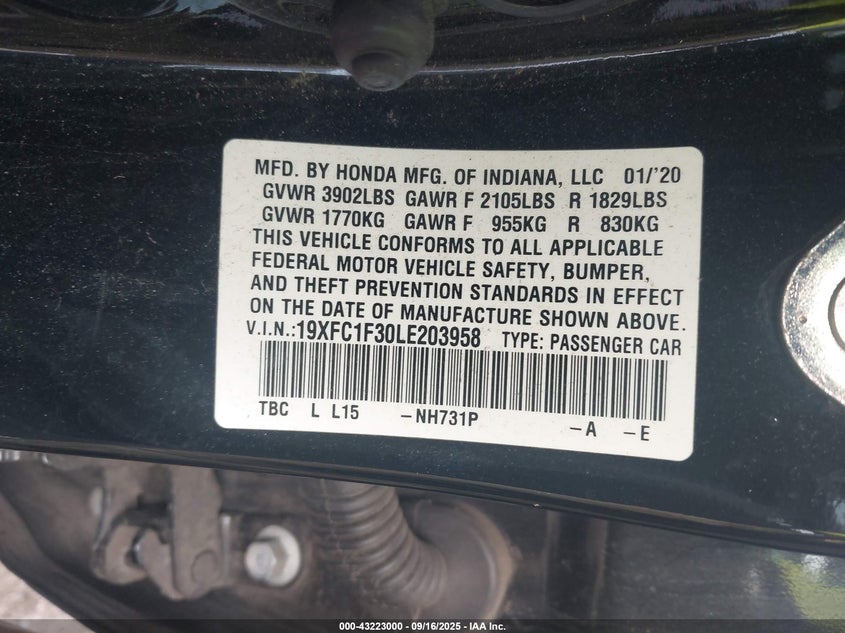 MFD. BY HONDA MFG. OF INDIANA, LLC 01/'20
GVWR 3902LBS GAWR F 2105LBS R 1829LBS
GVWR 1770KG GAWR F 955KG R 830KG
THIS VEHICLE CONFORMS TO ALL APPLICABLE
FEDERAL MOTOR VEHICLE SAFETY, BUMPER,
AND THEFT PREVENTION STANDARDS IN EFFECT
ON THE DATE OF MANUFACTURE SHOWN ABOVE.
V.I.N.:19XFC1F30LE203958 TYPE: PASSENGER CAR
TBC L L15 -NH731P -A -E
000-43223000 - 09/16/2025 - IAA Inc.